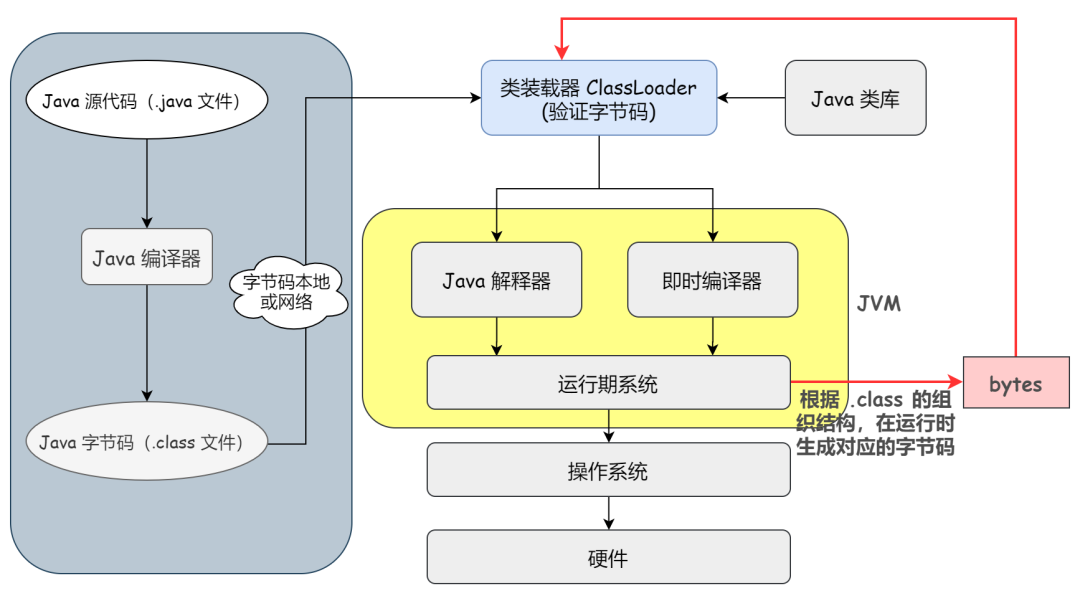 Java 源代码（.java 文件）
Java 编译器
字节码本地
或网络
Java 字节码（.class 文件）
类装载器 ClassLoader
(验证字节码)
Java 类库
Java 解释器
即时编译器
JVM
运行期系统
bytes
根据 .class 的组
织结构，在运行时
生成对应的字节码
操作系统
硬件